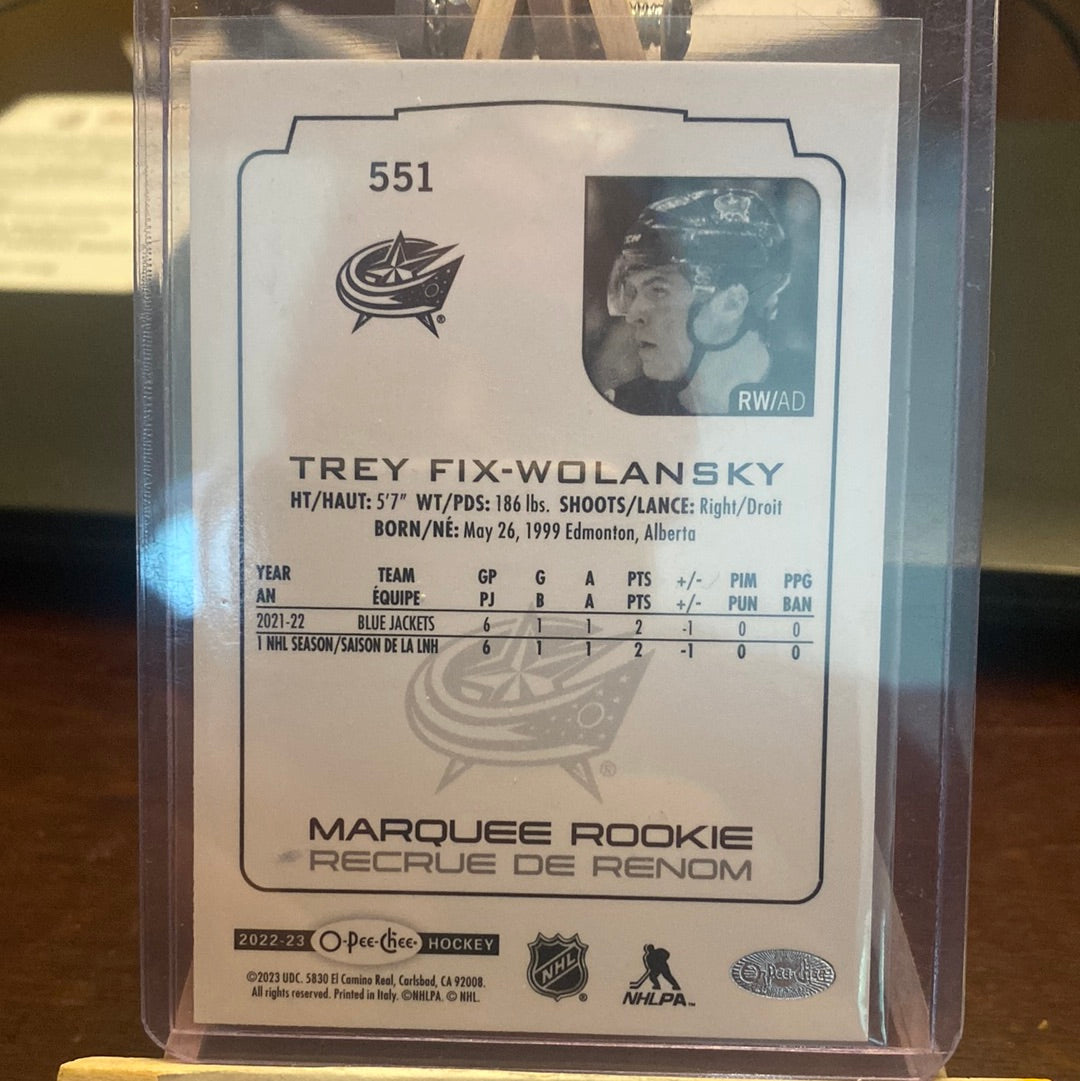 551
RW/AD
TREY FIX-WOLANSKY
HT/HAUT: 5'7" WT/PDS: 186 lbs. SHOOTS/LANCE: Right/Droit
BORN/NÉ: May 26, 1999 Edmonton, Alberta
YEAR TEAM GP G A PTS +/- PIM PPG
AN ÉQUIPE PJ B A PTS +/- PUN BAN
2021-22 BLUE JACKETS 6 1 1 2 -1 0 0
1 NHL SEASON/SAISON DE LA LNH 6 1 1 2 -1 0 0
MARQUEE ROOKIE
RECRUE DE RENOM
2022-23 O-Pee-Chee HOCKEY
©2023 UDC. 5830 El Camino Real, Carlsbad, CA 92008.
All rights reserved. Printed in Italy. ©NHLPA. © NHL.
NHL
NHLPA™
O-Pee-Chee